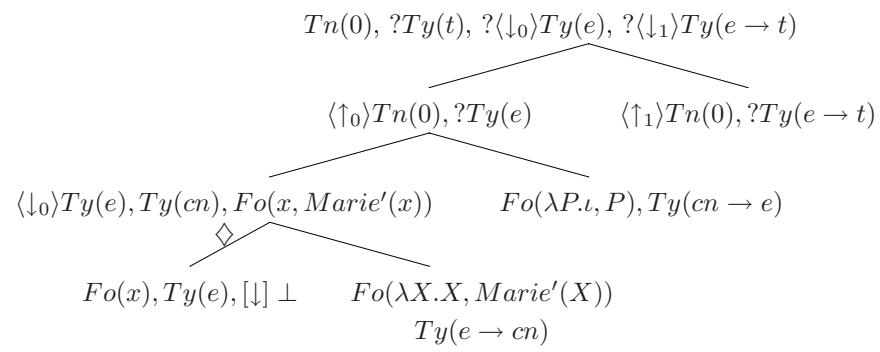 Tn(0), ?Ty(t), ?⟨↓₀⟩Ty(e), ?⟨↓₁⟩Ty(e → t)
⟨↑₀⟩Tn(0), ?Ty(e) ⟨↑₁⟩Tn(0), ?Ty(e → t)
⟨↓₀⟩Ty(e), Ty(cn), Fo(x, Marie′(x)) Fo(λP.ι, P), Ty(cn → e)
◇
Fo(x), Ty(e), [↓] ⊥ Fo(λX.X, Marie′(X))
Ty(e → cn)